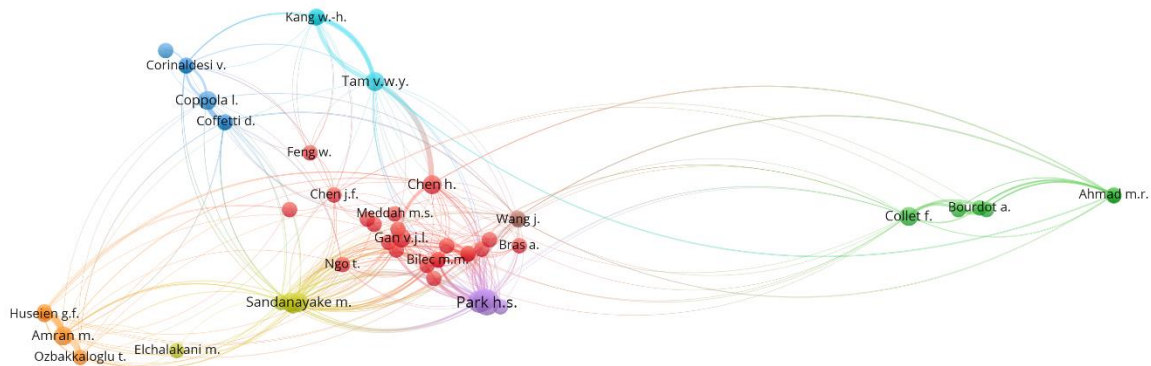 Kang w.-h.
Corinaldesi v.
Tam v.w.y.
Coppola l.
Coffetti d.
Feng w.
Chen h.
Chen j.f.
Ahmad m.r.
Meddah m.s.
Wang j.
Collet f.
Bourdot a.
Gan v.j.l.
Bras a.
Ngo t.
Bilec m.m.
Sandanayake m.
Park h.s.
Huseien g.f.
Amran m.
Elchalakani m.
Ozbakkaloglu t.